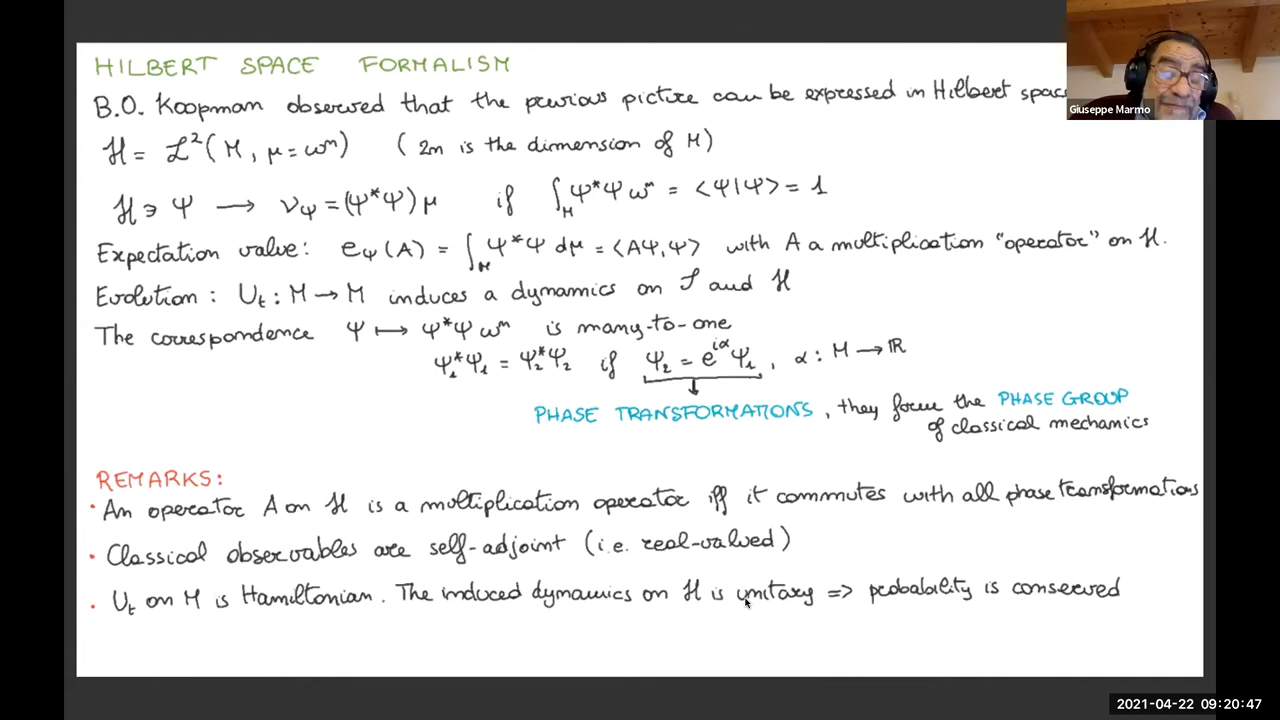 HILBERT SPACE FORMALISM
B.O. Koopman observed that the previous picture can be expressed in Hilbert spac
ℋ = ℒ²(M, μ = ωᵐ) (2m is the dimension of M)
ℋ ∋ Ψ ⟶ ν_Ψ = (Ψ*Ψ) μ if ∫_M Ψ*Ψ ωᵐ = ⟨Ψ|Ψ⟩ = 1
Expectation value: e_Ψ(A) = ∫_M Ψ*Ψ dμ = ⟨AΨ, Ψ⟩ with A a multiplication "operator" on ℋ.
Evolution: U_t : M → M induces a dynamics on 𝒮 and ℋ
The correspondence Ψ ⟼ Ψ*Ψ ωᵐ is many-to-one
Ψ₁*Ψ₁ = Ψ₂*Ψ₂ if Ψ₂ = e^{iα} Ψ₁, α : M → ℝ
PHASE TRANSFORMATIONS, they form the PHASE GROUP
of classical mechanics
REMARKS:
• An operator A on ℋ is a multiplication operator iff it commutes with all phase transformations
• Classical observables are self-adjoint (i.e. real-valued)
• U_t on M is Hamiltonian. The induced dynamics on ℋ is unitary => probability is conserved
Giuseppe Marmo
2021-04-22 09:20:47